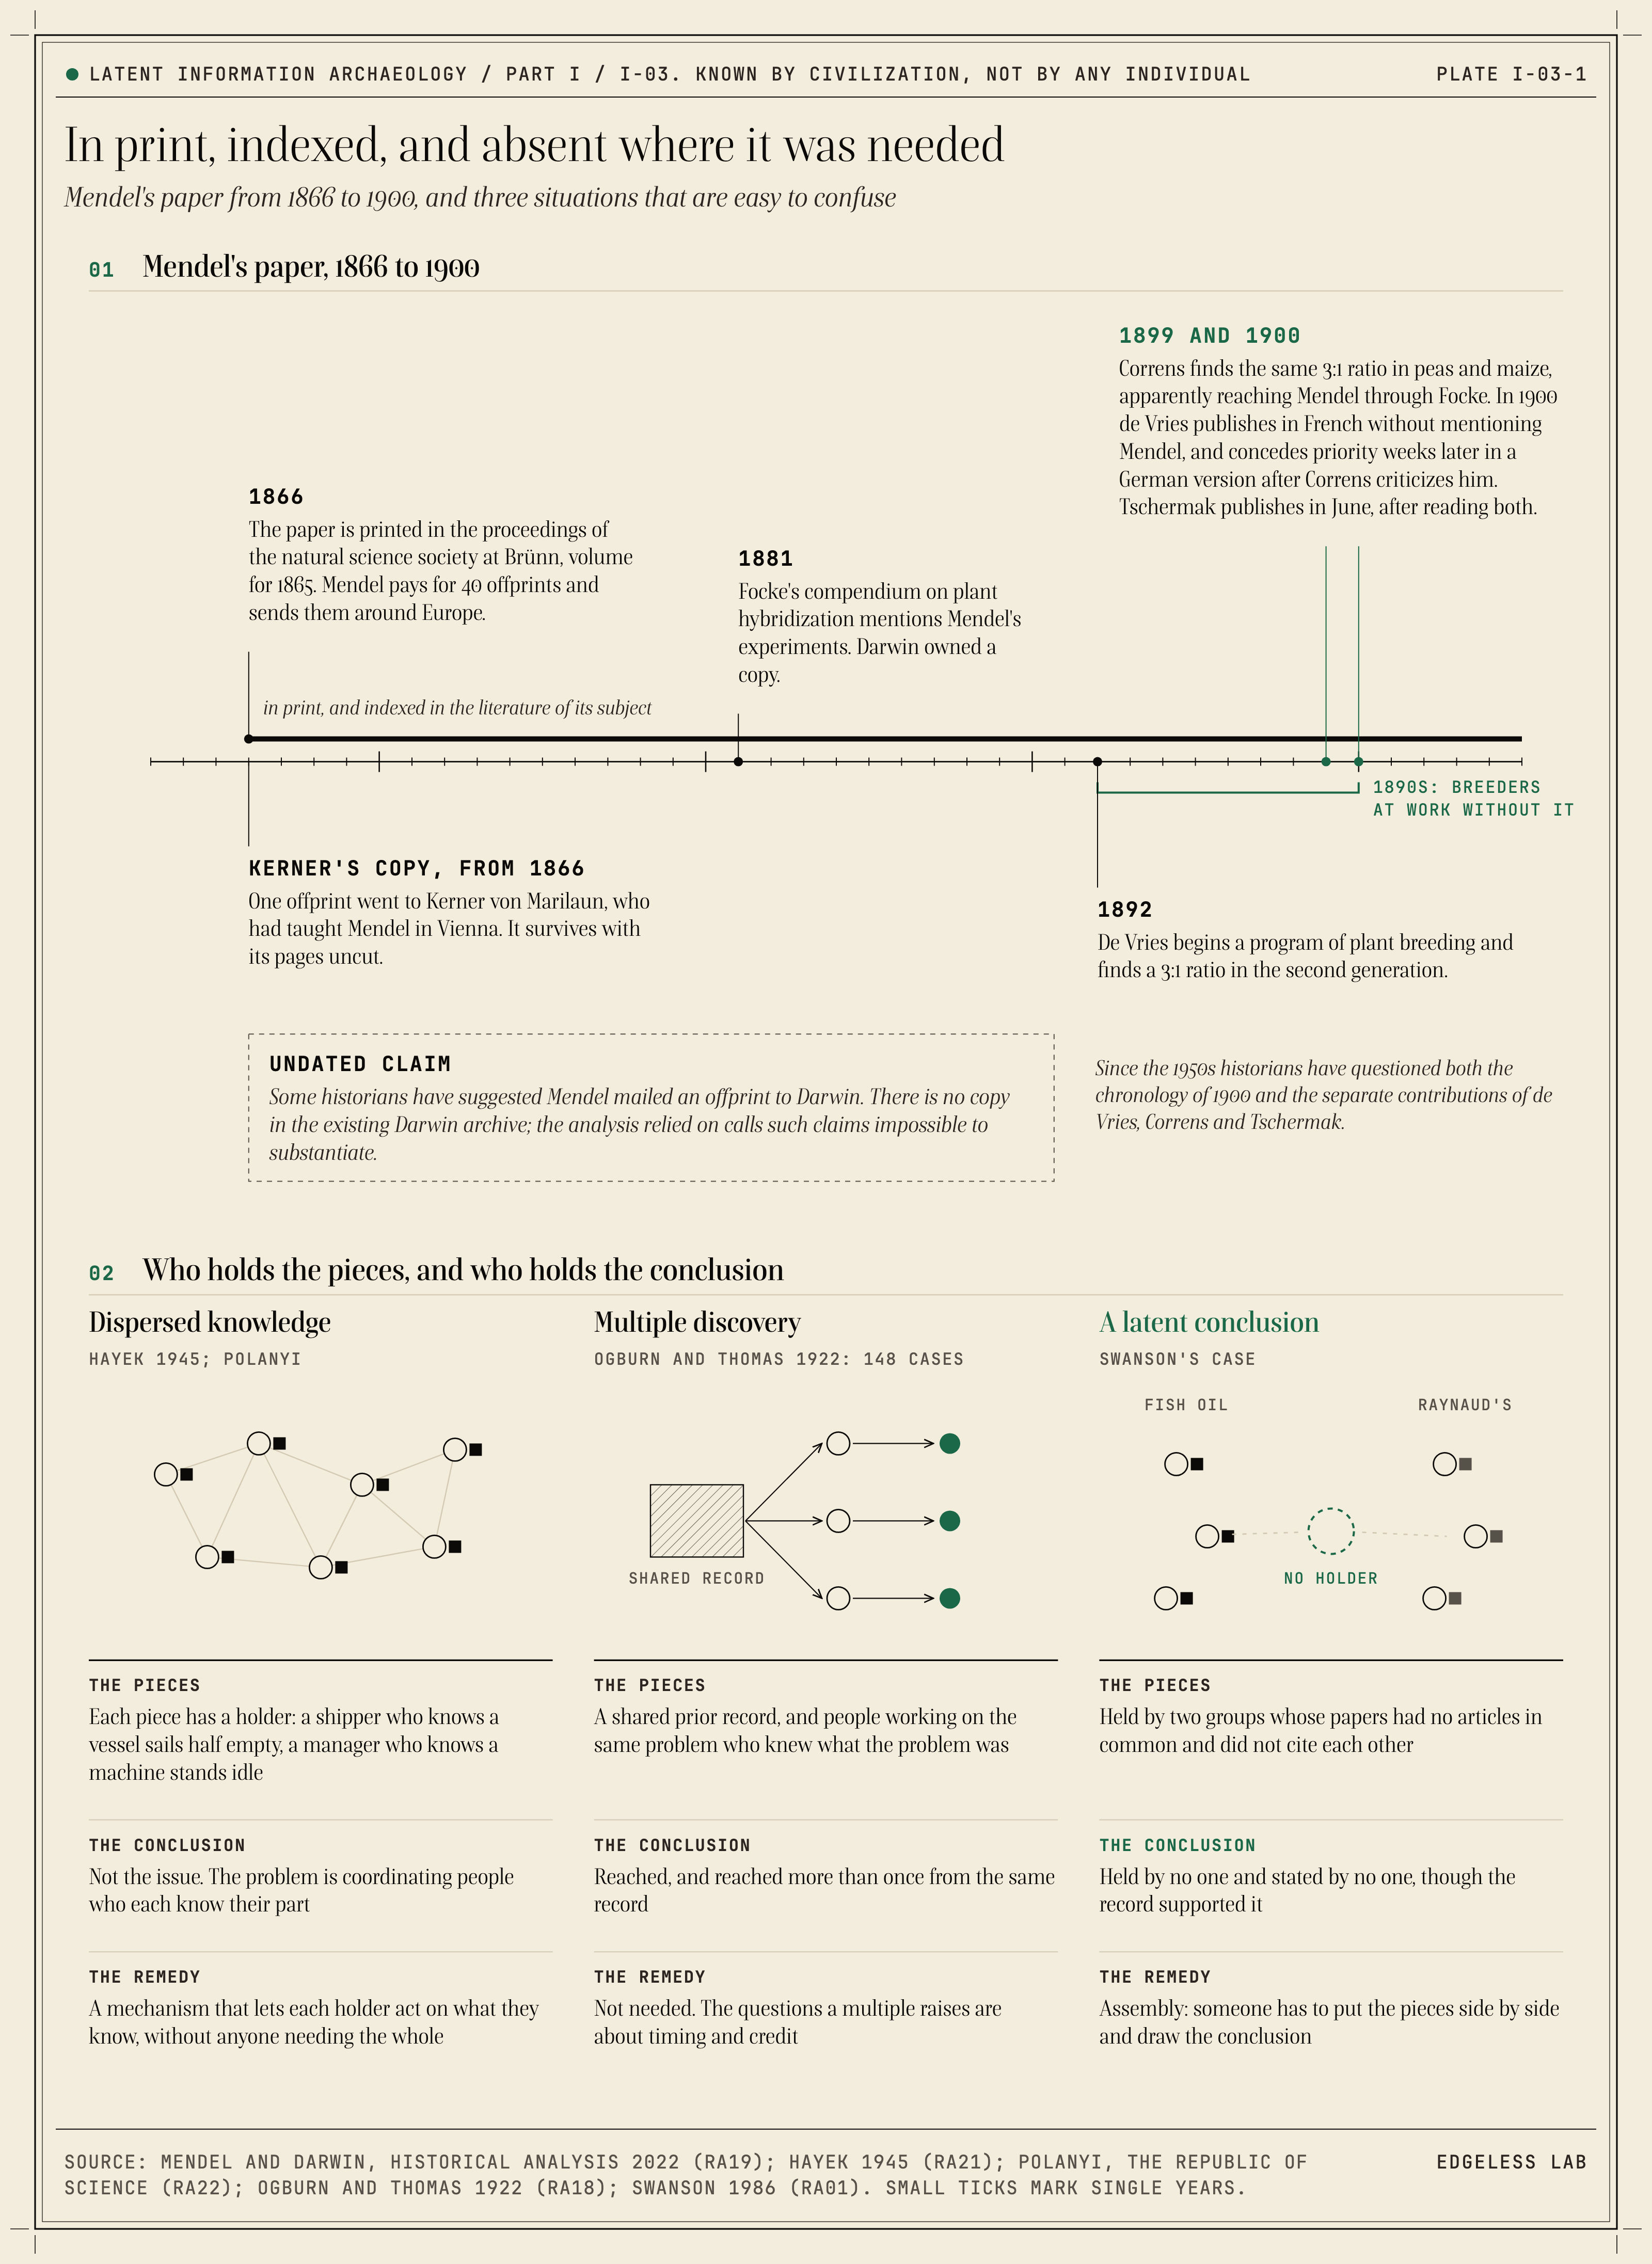 LATENT INFORMATION ARCHAEOLOGY / PART I / I-03. KNOWN BY CIVILIZATION, NOT BY ANY INDIVIDUAL
PLATE I-03-1
In print, indexed, and absent where it was needed
Mendel's paper from 1866 to 1900, and three situations that are easy to confuse
01 Mendel's paper, 1866 to 1900
1899 AND 1900
Correns finds the same 3:1 ratio in peas and maize,
apparently reaching Mendel through Focke. In 1900
de Vries publishes in French without mentioning
Mendel, and concedes priority weeks later in a
German version after Correns criticizes him.
Tschermak publishes in June, after reading both.
1866
The paper is printed in the proceedings of
the natural science society at Brünn, volume
for 1865. Mendel pays for 40 offprints and
sends them around Europe.
1881
Focke's compendium on plant
hybridization mentions Mendel's
experiments. Darwin owned a
copy.
in print, and indexed in the literature of its subject
1890S: BREEDERS
AT WORK WITHOUT IT
KERNER'S COPY, FROM 1866
One offprint went to Kerner von Marilaun, who
had taught Mendel in Vienna. It survives with
its pages uncut.
1892
De Vries begins a program of plant breeding and
finds a 3:1 ratio in the second generation.
UNDATED CLAIM
Some historians have suggested Mendel mailed an offprint to Darwin. There is no copy
in the existing Darwin archive; the analysis relied on calls such claims impossible to
substantiate.
Since the 1950s historians have questioned both the
chronology of 1900 and the separate contributions of de
Vries, Correns and Tschermak.
02 Who holds the pieces, and who holds the conclusion
Dispersed knowledge
HAYEK 1945; POLANYI
THE PIECES
Each piece has a holder: a shipper who knows a
vessel sails half empty, a manager who knows a
machine stands idle
THE CONCLUSION
Not the issue. The problem is coordinating people
who each know their part
THE REMEDY
A mechanism that lets each holder act on what they
know, without anyone needing the whole
Multiple discovery
OGBURN AND THOMAS 1922: 148 CASES
SHARED RECORD
THE PIECES
A shared prior record, and people working on the
same problem who knew what the problem was
THE CONCLUSION
Reached, and reached more than once from the same
record
THE REMEDY
Not needed. The questions a multiple raises are
about timing and credit
A latent conclusion
SWANSON'S CASE
FISH OIL
RAYNAUD'S
NO HOLDER
THE PIECES
Held by two groups whose papers had no articles in
common and did not cite each other
THE CONCLUSION
Held by no one and stated by no one, though the
record supported it
THE REMEDY
Assembly: someone has to put the pieces side by side
and draw the conclusion
SOURCE: MENDEL AND DARWIN, HISTORICAL ANALYSIS 2022 (RA19); HAYEK 1945 (RA21); POLANYI, THE REPUBLIC OF
SCIENCE (RA22); OGBURN AND THOMAS 1922 (RA18); SWANSON 1986 (RA01). SMALL TICKS MARK SINGLE YEARS.
EDGELESS LAB